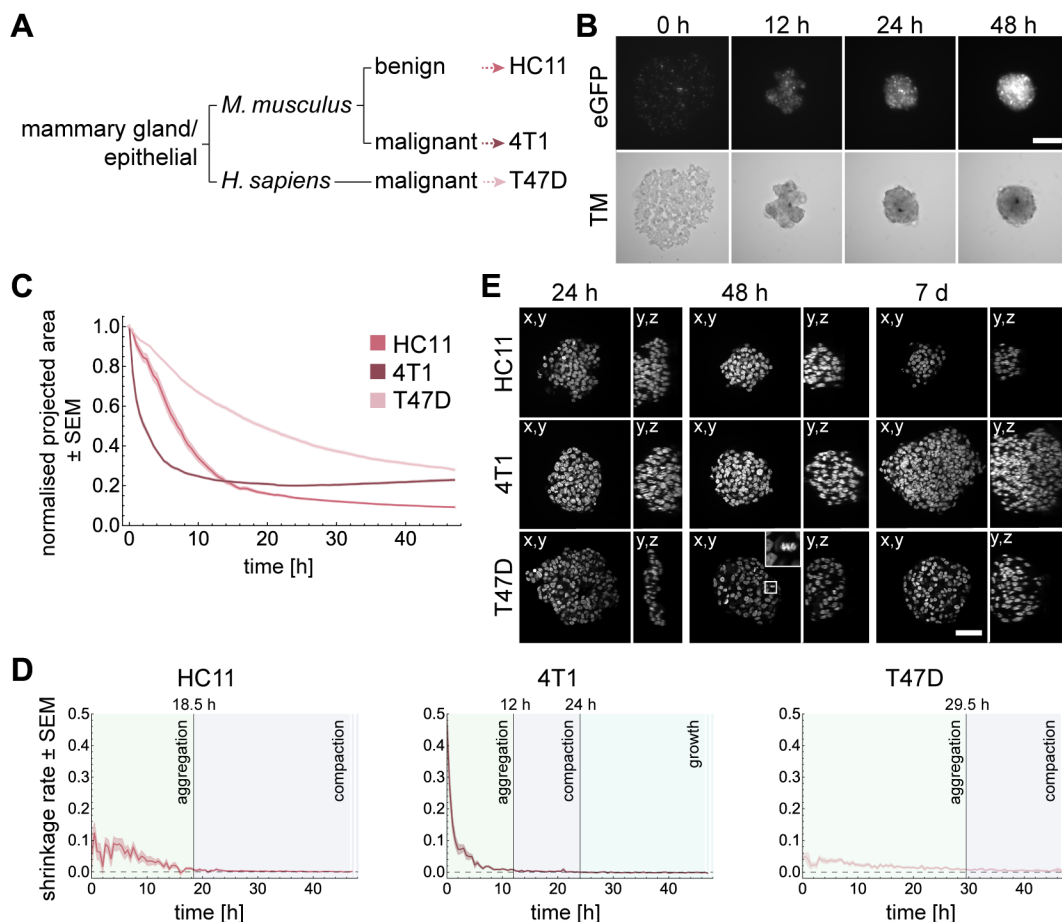 A
mammary gland/
epithelial
M. musculus
H. sapiens
benign
malignant
malignant
HC11
4T1
T47D
B
0 h 12 h 24 h 48 h
eGFP
TM
C
normalised projected area
± SEM
1.0
0.8
0.6
0.4
0.2
0.0
0 10 20 30 40
time [h]
HC11
4T1
T47D
E
24 h 48 h 7 d
HC11
x,y y,z x,y y,z x,y y,z
4T1
x,y y,z x,y y,z x,y y,z
T47D
x,y y,z x,y y,z x,y y,z
D
HC11
18.5 h
shrinkage rate ± SEM
0.5
0.4
0.3
0.2
0.1
0.0
aggregation
compaction
0 10 20 30 40
time [h]
4T1
12 h 24 h
0.5
0.4
0.3
0.2
0.1
0.0
aggregation
compaction
growth
0 10 20 30 40
time [h]
T47D
29.5 h
0.5
0.4
0.3
0.2
0.1
0.0
aggregation
compaction
0 10 20 30 40
time [h]